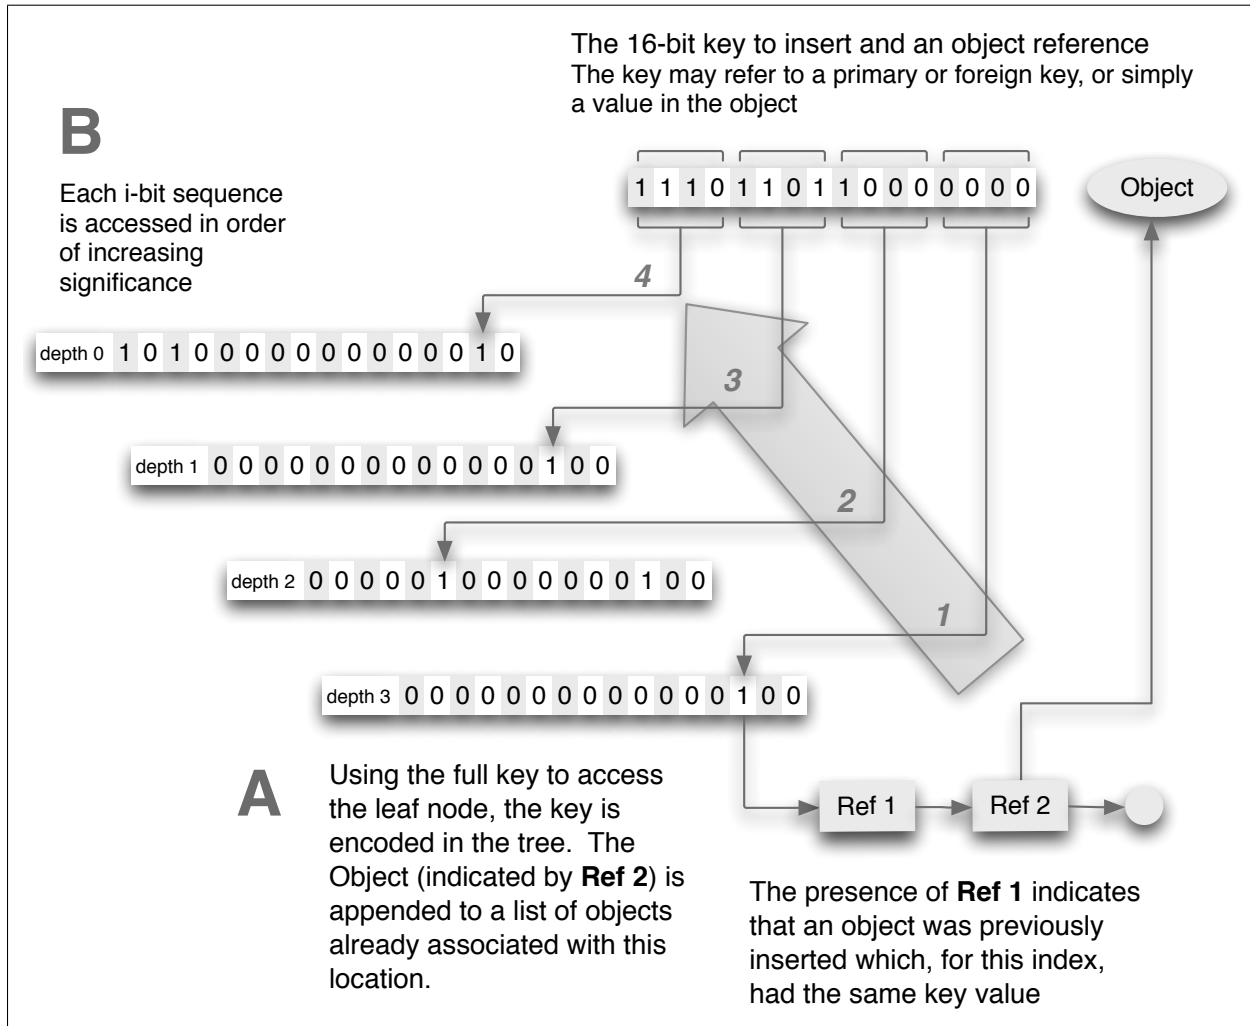 The 16-bit key to insert and an object reference
The key may refer to a primary or foreign key, or simply
a value in the object
B
Each i-bit sequence
is accessed in order
of increasing
significance
1 1 1 0 1 1 0 1 1 0 0 0 0 0 0 0
Object
4
depth 0 1 0 1 0 0 0 0 0 0 0 0 0 0 0 1 0
3
depth 1 0 0 0 0 0 0 0 0 0 0 0 0 0 1 0 0
2
depth 2 0 0 0 0 0 1 0 0 0 0 0 0 0 1 0 0
1
depth 3 0 0 0 0 0 0 0 0 0 0 0 0 0 1 0 0
A
Using the full key to access
the leaf node, the key is
encoded in the tree. The
Object (indicated by Ref 2) is
appended to a list of objects
already associated with this
location.
Ref 1
Ref 2
The presence of Ref 1 indicates
that an object was previously
inserted which, for this index,
had the same key value